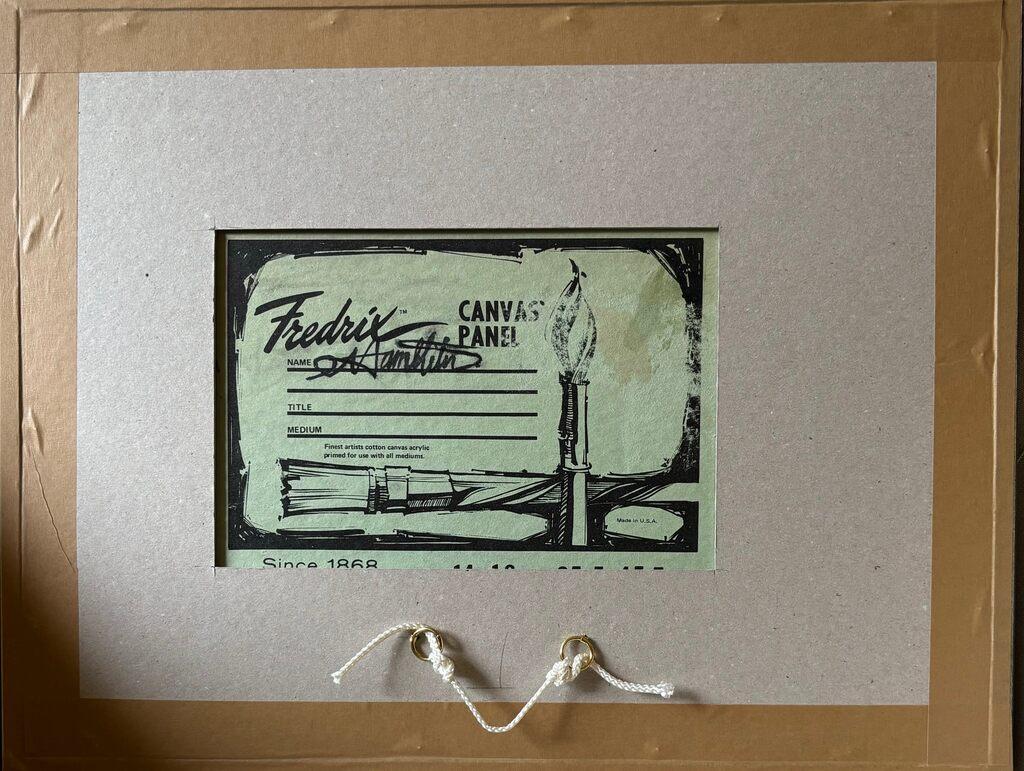 Fredrix™
CANVAS
PANEL
NAME
TITLE
MEDIUM
Finest artists cotton canvas acrylic
primed for use with all mediums.
Made in U.S.A.
Since 1868